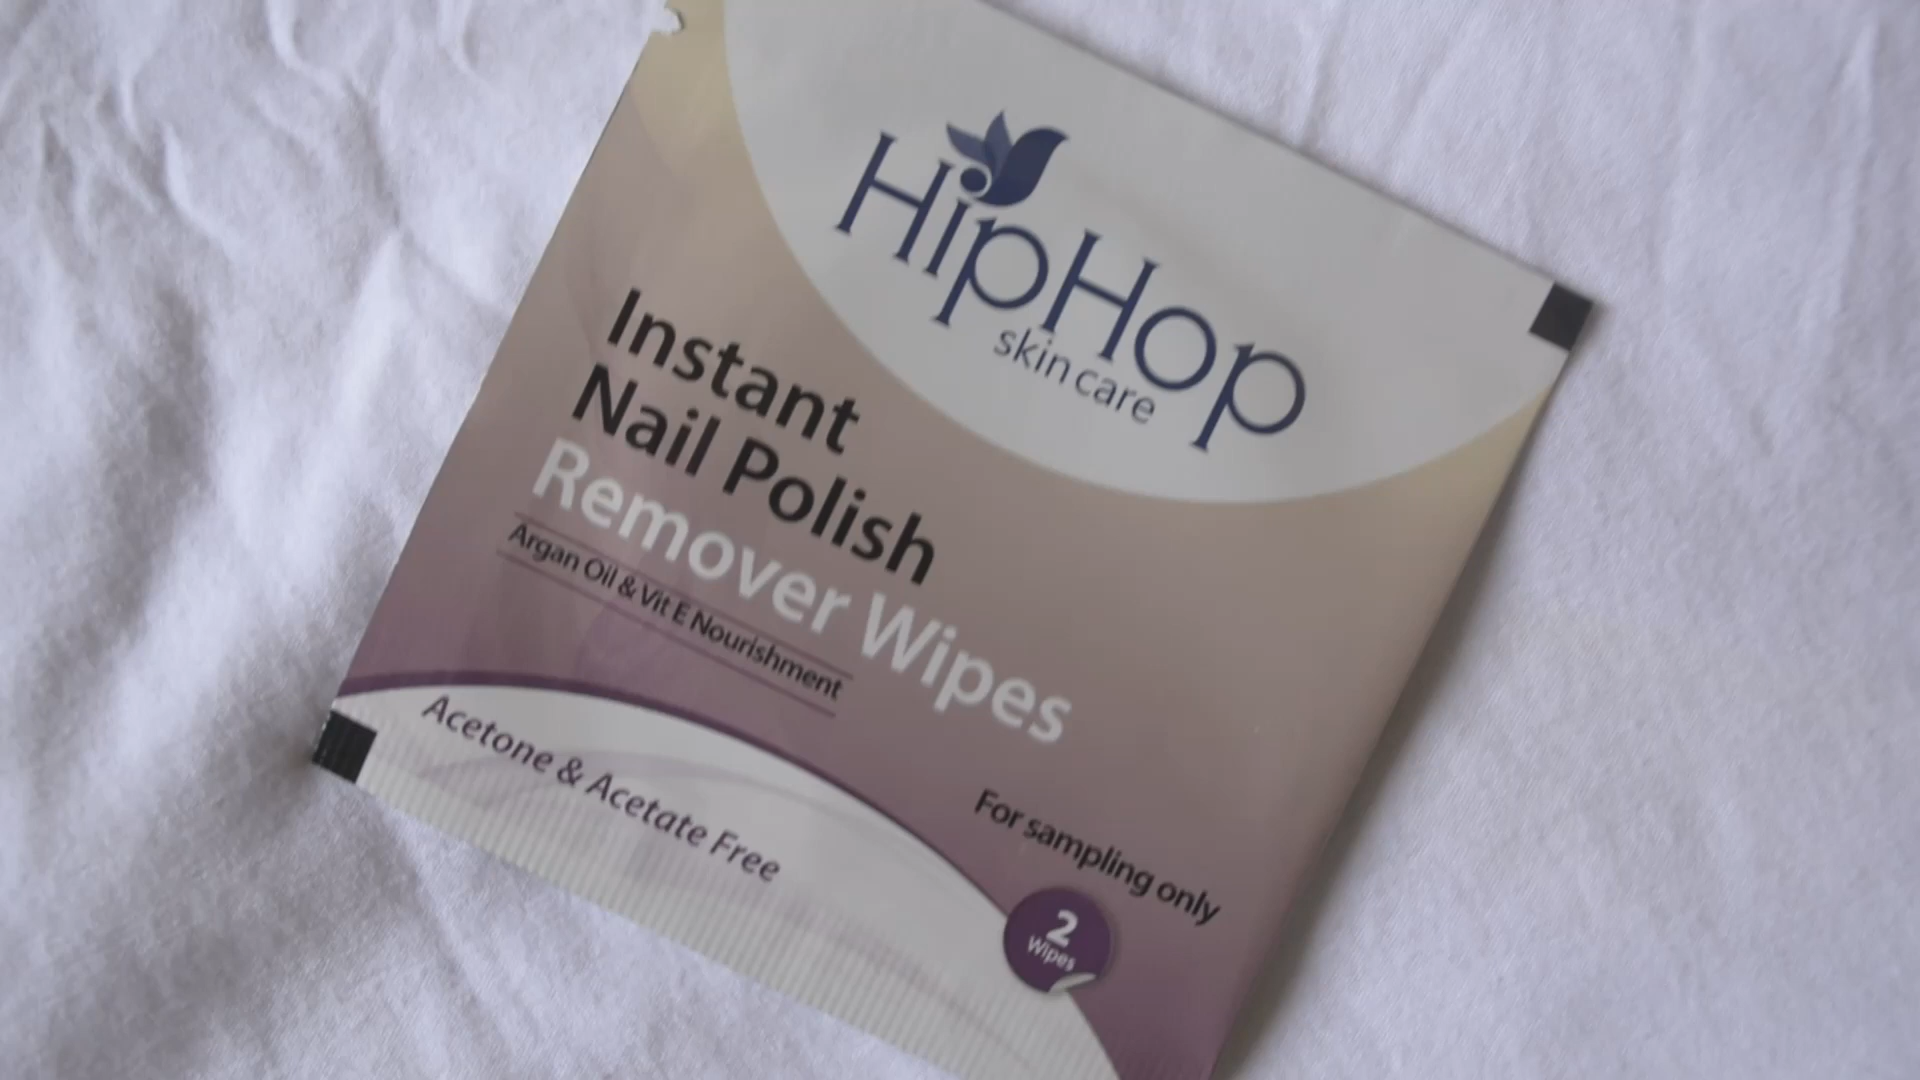 HipHop
skin care
Instant
Nail Polish
Remover Wipes
Argan Oil & Vit E Nourishment
Acetone & Acetate Free
For sampling only
2
Wipes